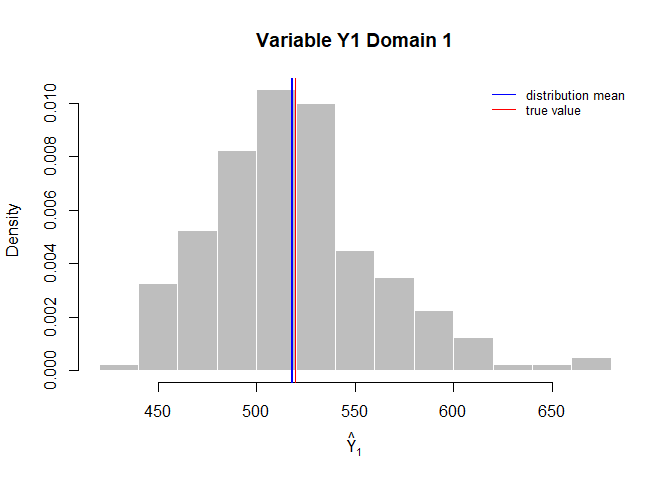 Variable Y1 Domain 1
distribution mean
true value
Density
0.010
0.008
0.006
0.004
0.002
0.000
450 500 550 600 650
Ŷ₁